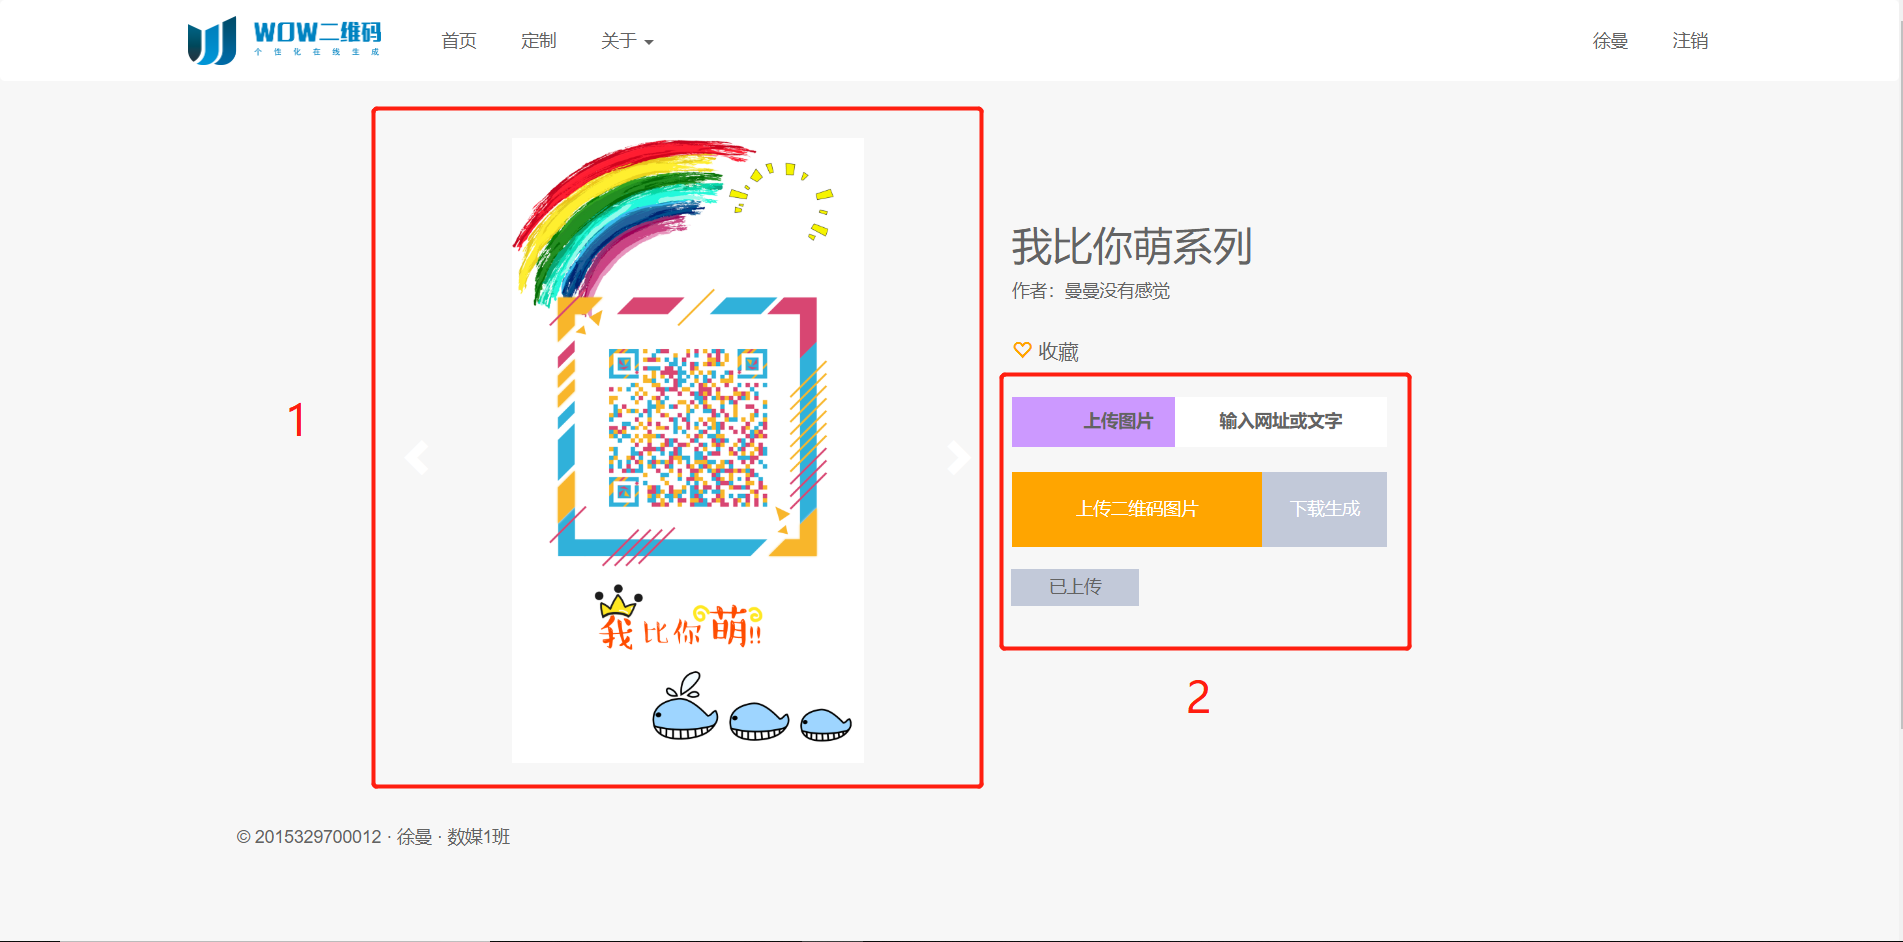 WOW二维码
个性化在线生成
首页 定制 关于
徐曼 注销
1
我比你萌!!
我比你萌系列
作者：曼曼没有感觉
收藏
上传图片 输入网址或文字
上传二维码图片 下载生成
已上传
2
© 2015329700012 · 徐曼 · 数媒1班